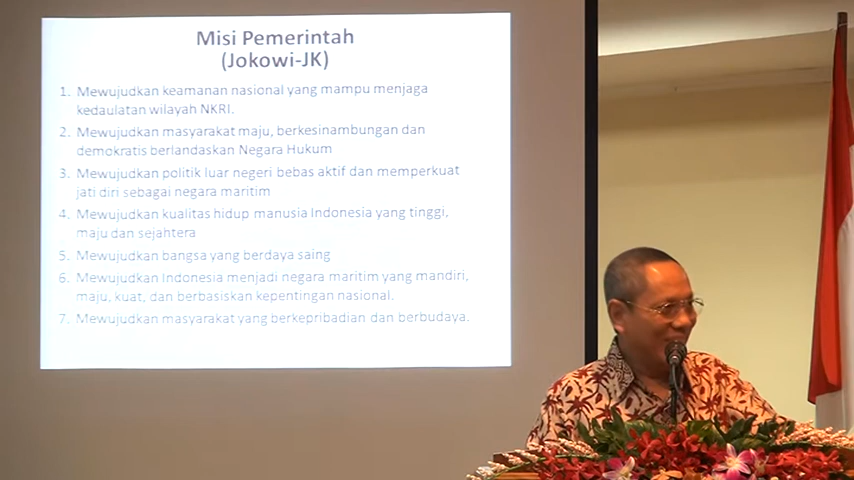 Misi Pemerintah
(Jokowi-JK)
1. Mewujudkan keamanan nasional yang mampu menjaga
kedaulatan wilayah NKRI.
2. Mewujudkan masyarakat maju, berkesinambungan dan
demokratis berlandaskan Negara Hukum
3. Mewujudkan politik luar negeri bebas aktif dan memperkuat
jati diri sebagai negara maritim
4. Mewujudkan kualitas hidup manusia Indonesia yang tinggi,
maju dan sejahtera
5. Mewujudkan bangsa yang berdaya saing
6. Mewujudkan Indonesia menjadi negara maritim yang mandiri,
maju, kuat, dan berbasiskan kepentingan nasional.
7. Mewujudkan masyarakat yang berkepribadian dan berbudaya.